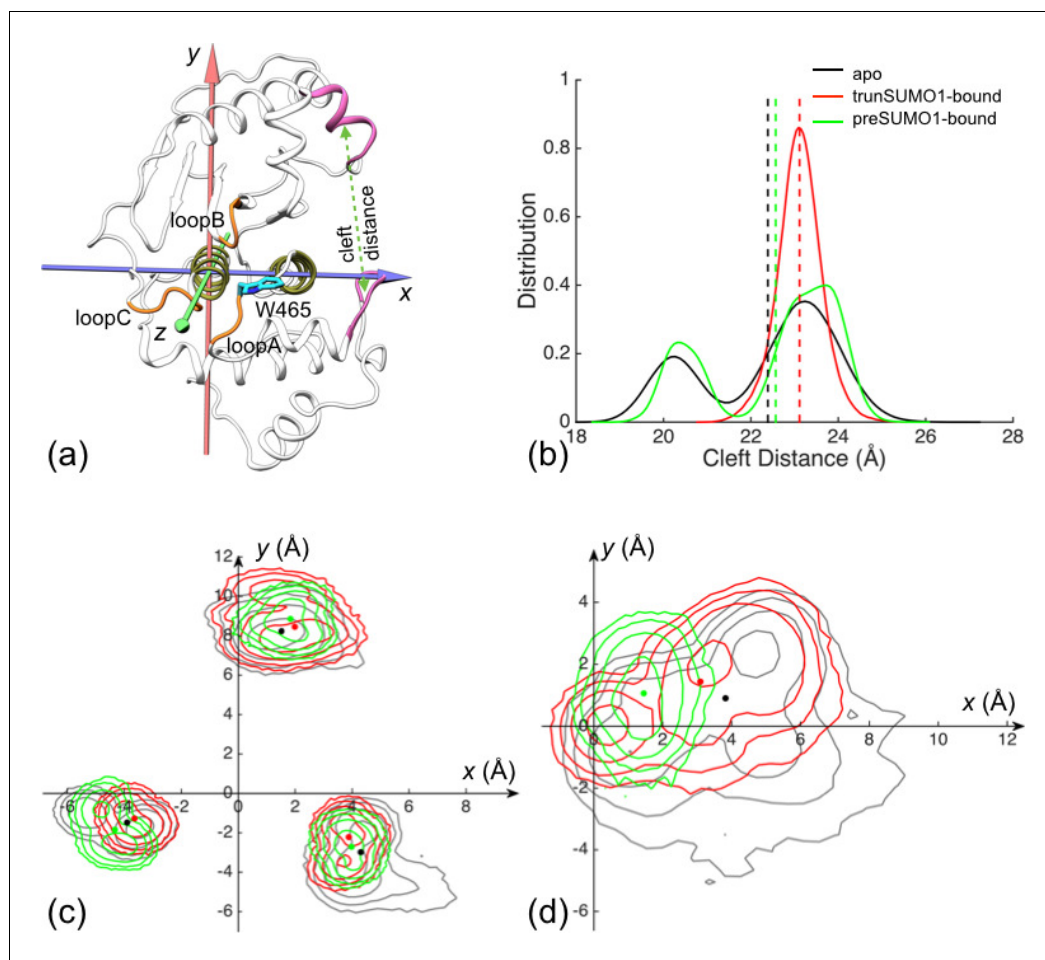 y
loopB
cleft
distance
x
loopC
W465
z
loopA
(a)
apo
trunSUMO1-bound
preSUMO1-bound
1
0.8
0.6
0.4
0.2
0
Distribution
18 20 22 24 26 28
Cleft Distance (Å)
(b)
y (Å)
12
10
8
6
x (Å)
-6 -4 -2 0 2 4 6 8
-2
-4
-6
(c)
y (Å)
4
2
x (Å)
0
0 2 4 6 8 10 12
-2
-4
-6
(d)